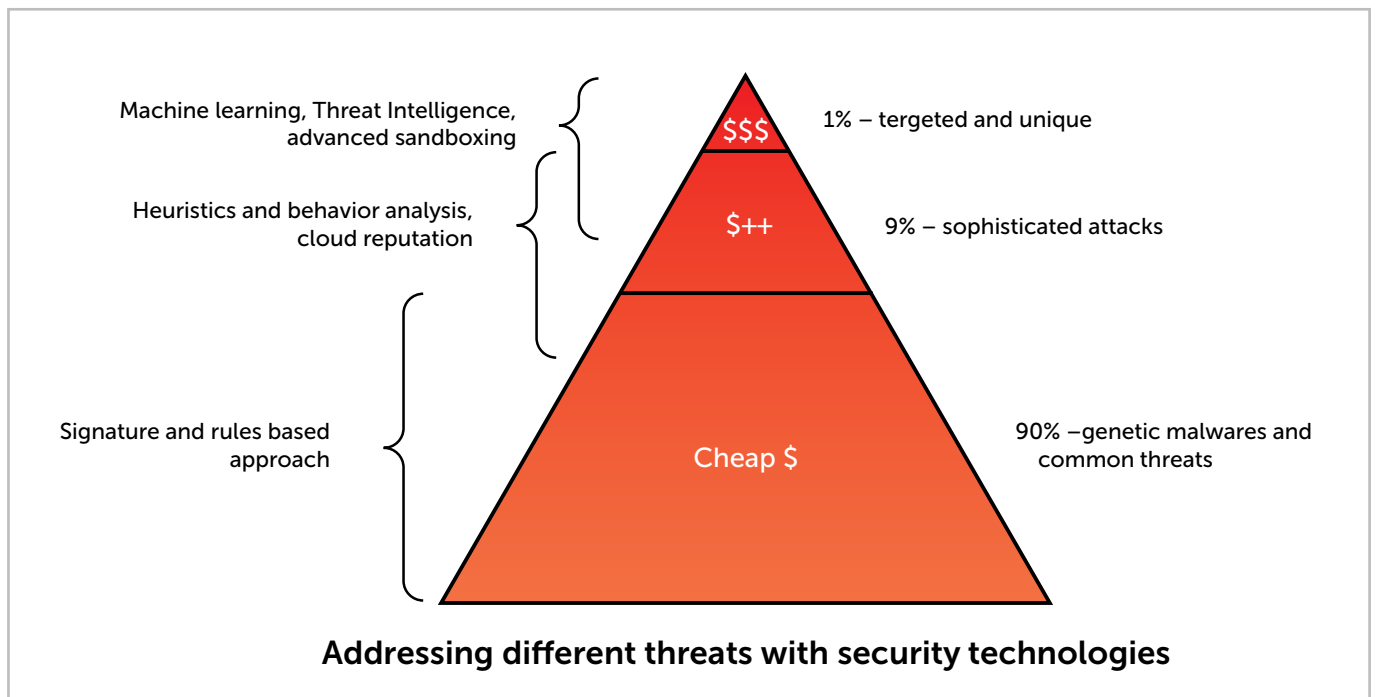 Machine learning, Threat Intelligence,
advanced sandboxing
$$$
1% – tergeted and unique
Heuristics and behavior analysis,
cloud reputation
$++
9% – sophisticated attacks
Signature and rules based
approach
Cheap $
90% –genetic malwares and
common threats
Addressing different threats with security technologies